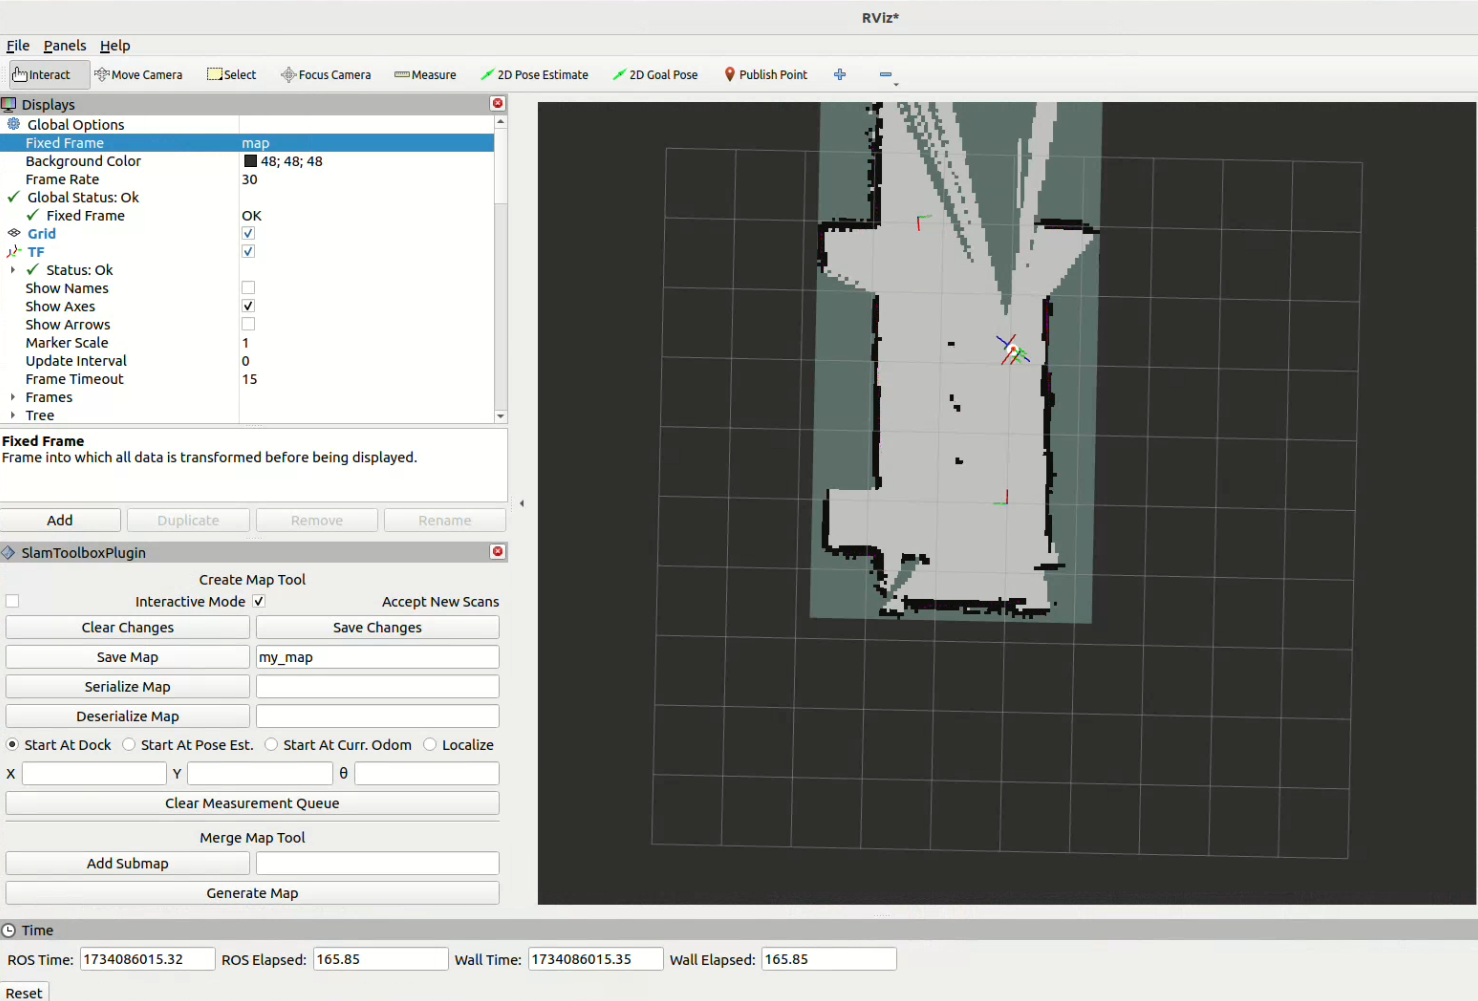 RViz*
File Panels Help
Interact Move Camera Select Focus Camera Measure 2D Pose Estimate 2D Goal Pose Publish Point
Displays
Global Options
Fixed Frame map
Background Color 48; 48; 48
Frame Rate 30
Global Status: Ok
Fixed Frame OK
Grid
TF
Status: Ok
Show Names
Show Axes
Show Arrows
Marker Scale 1
Update Interval 0
Frame Timeout 15
Frames
Tree
Fixed Frame
Frame into which all data is transformed before being displayed.
Add Duplicate Remove Rename
SlamToolboxPlugin
Create Map Tool
Interactive Mode Accept New Scans
Clear Changes Save Changes
Save Map my_map
Serialize Map
Deserialize Map
Start At Dock Start At Pose Est. Start At Curr. Odom Localize
X Y θ
Clear Measurement Queue
Merge Map Tool
Add Submap
Generate Map
Time
ROS Time: 1734086015.32 ROS Elapsed: 165.85 Wall Time: 1734086015.35 Wall Elapsed: 165.85
Reset